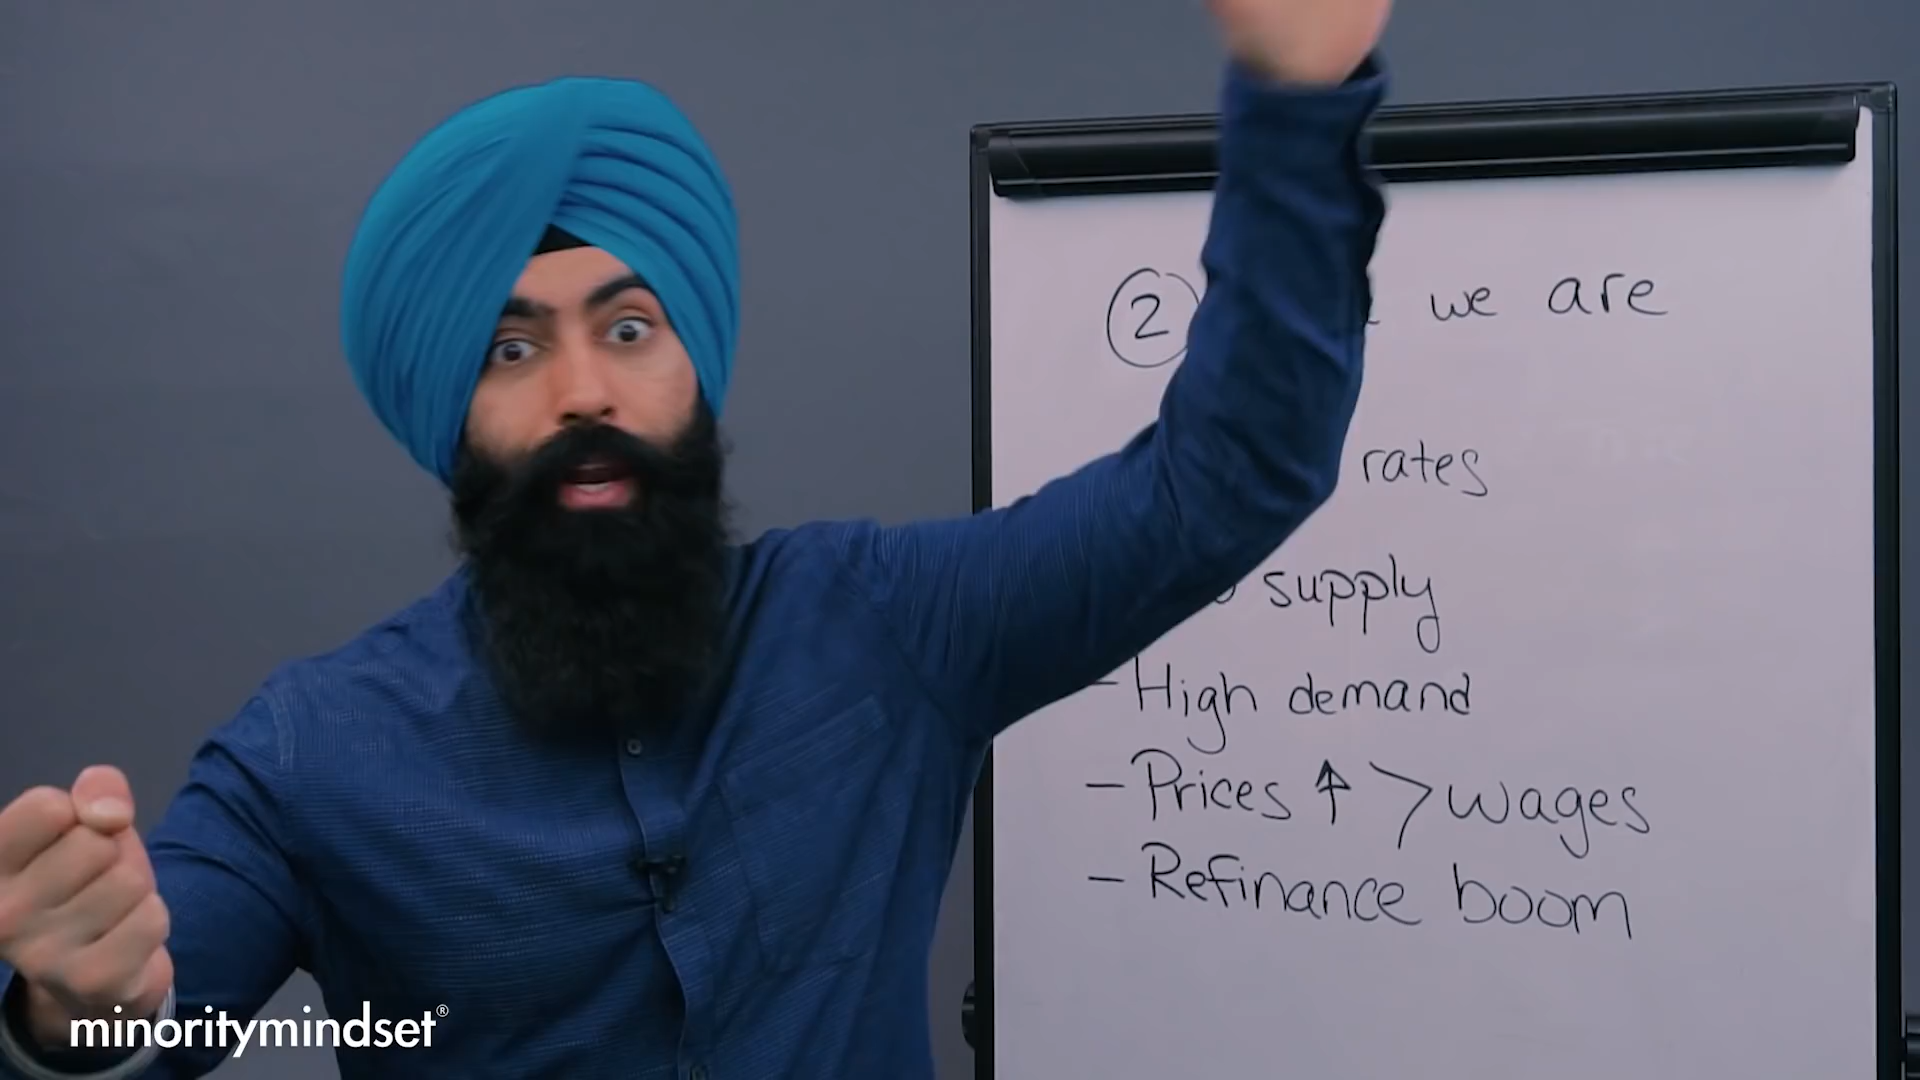 ② we are
rates
supply
- High demand
- Prices ↑ > wages
- Refinance boom
minoritymindset®